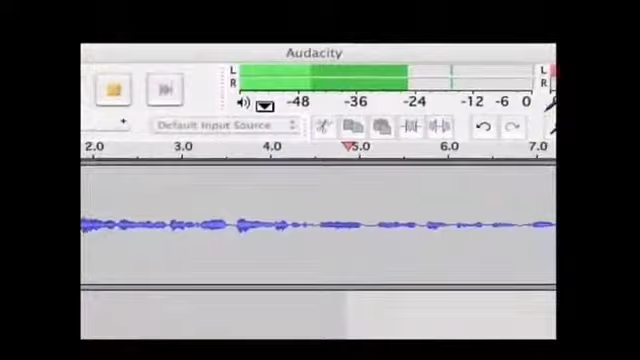 Audacity
L L
R -48 -36 -24 -12 -6 0 R
Default Input Source
2.0 3.0 4.0 5.0 6.0 7.0